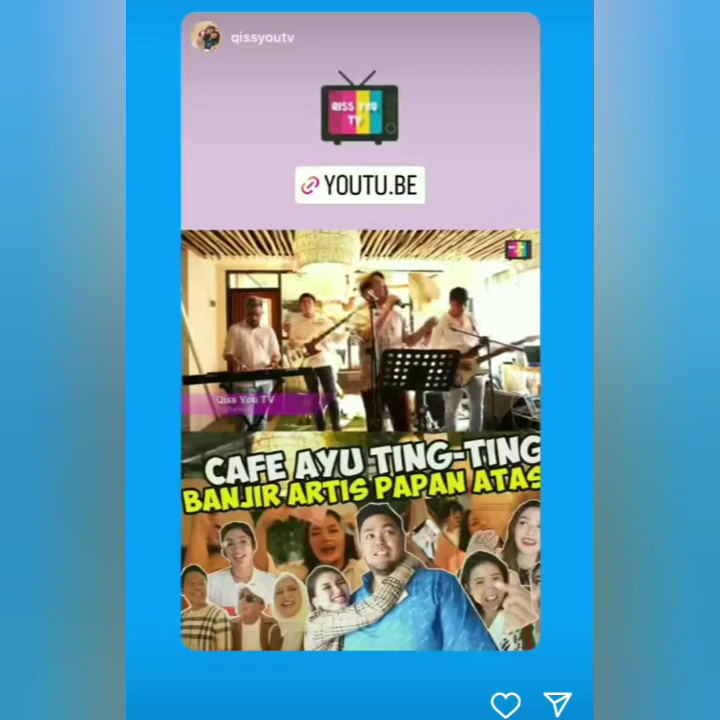 qissyoutv
QISS YOU
TV
YOUTU.BE
Qiss You TV
CAFE AYU TING-TING
BANJIR ARTIS PAPAN ATAS